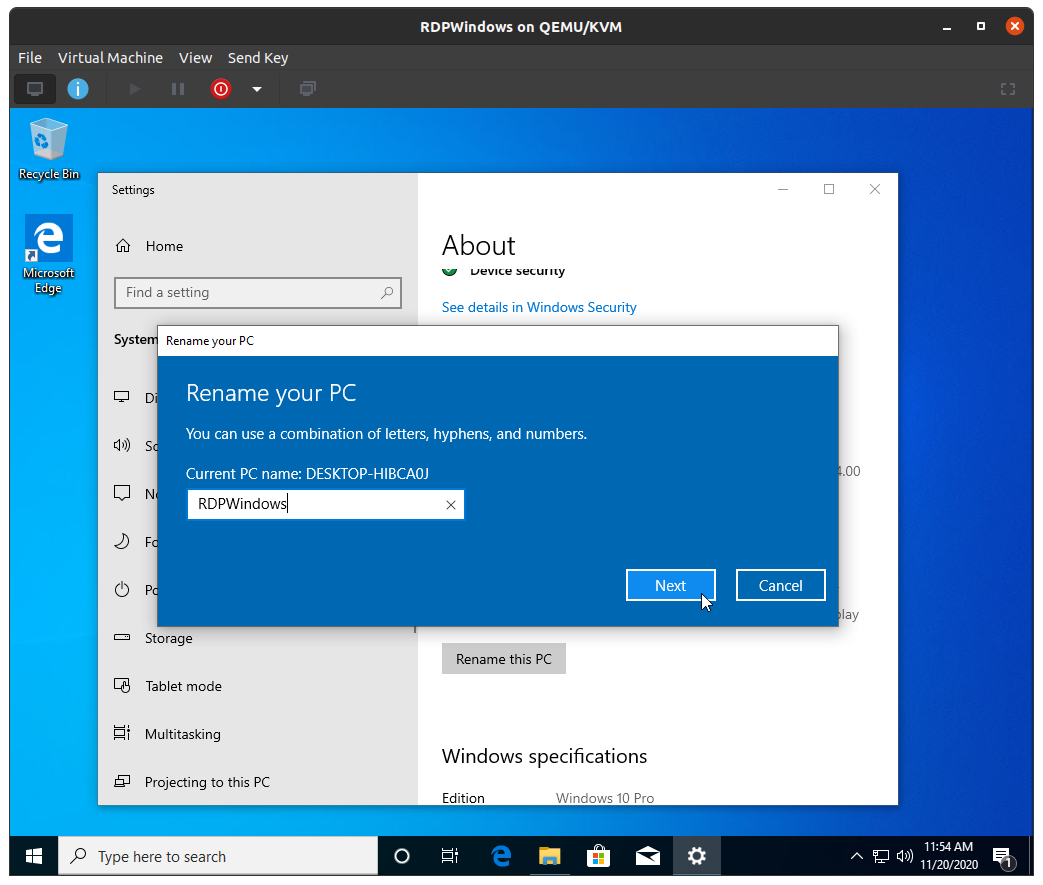 RDPWindows on QEMU/KVM
File Virtual Machine View Send Key
Recycle Bin
Microsoft
Edge
Settings
Home
Find a setting
System
Di
So
No
Fo
Po
Storage
Tablet mode
Multitasking
Projecting to this PC
About
Device security
See details in Windows Security
4.00
play
Rename your PC
Rename your PC
You can use a combination of letters, hyphens, and numbers.
Current PC name: DESKTOP-HIBCA0J
RDPWindows
Next Cancel
Rename this PC
Windows specifications
Edition Windows 10 Pro
Type here to search
11:54 AM
11/20/2020
1